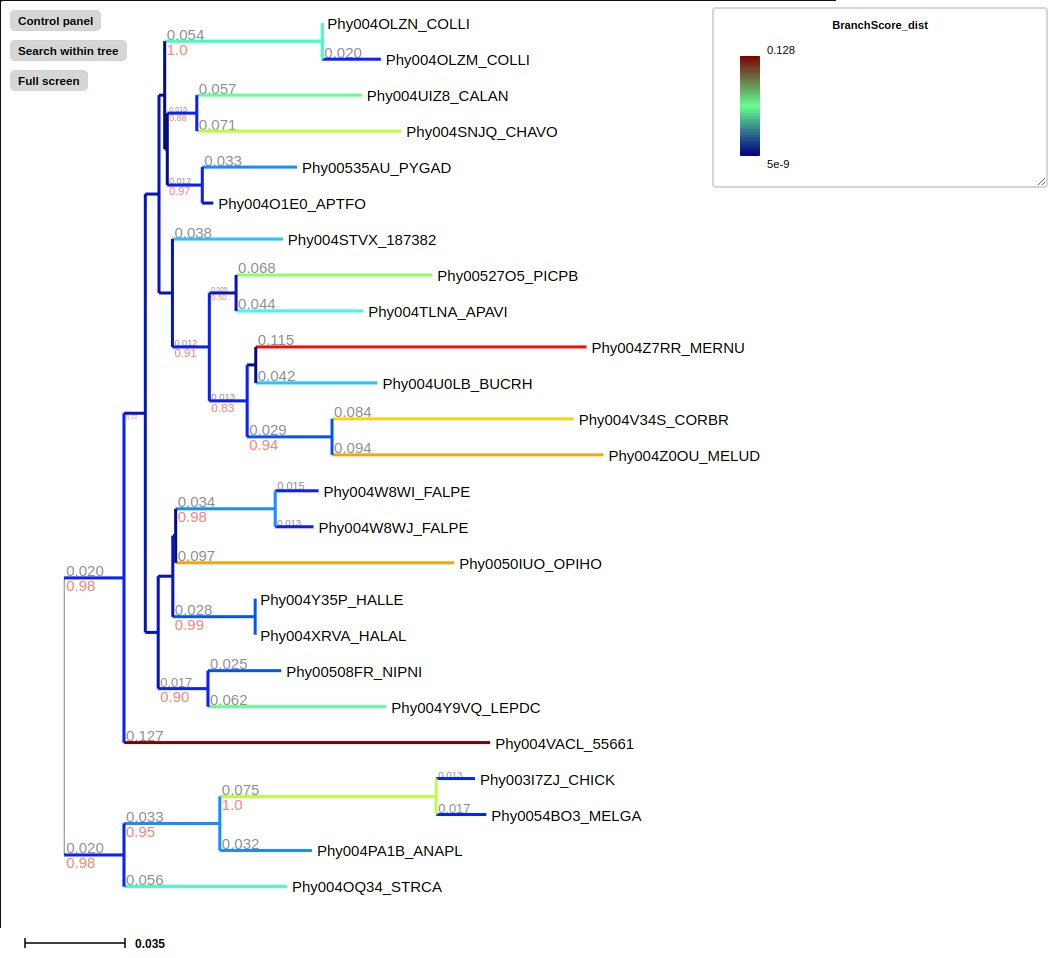 Control panel
Search within tree
Full screen
BranchScore_dist
0.128
5e-9
0.054
1.0
Phy004OLZN_COLLI
0.020
Phy004OLZM_COLLI
0.057
Phy004UIZ8_CALAN
0.88
0.071
Phy004SNJQ_CHAVO
0.033
Phy00535AU_PYGAD
0.012
0.97
Phy004O1E0_APTFO
0.038
Phy004STVX_187382
0.068
Phy00527O5_PICPB
0.044
Phy004TLNA_APAVI
0.012
0.91
0.115
Phy004Z7RR_MERNU
0.042
Phy004U0LB_BUCRH
0.013
0.83
0.084
Phy004V34S_CORBR
0.029
0.94
0.094
Phy004Z0OU_MELUD
0.015
Phy004W8WI_FALPE
0.034
0.98
0.013
Phy004W8WJ_FALPE
0.097
Phy0050IUO_OPIHO
0.020
0.98
Phy004Y35P_HALLE
0.028
0.99
Phy004XRVA_HALAL
0.025
Phy00508FR_NIPNI
0.017
0.90
0.062
Phy004Y9VQ_LEPDC
0.127
Phy004VACL_55661
0.013
Phy003I7ZJ_CHICK
0.075
1.0
0.017
Phy0054BO3_MELGA
0.033
0.95
0.032
Phy004PA1B_ANAPL
0.020
0.98
0.056
Phy004OQ34_STRCA
0.035